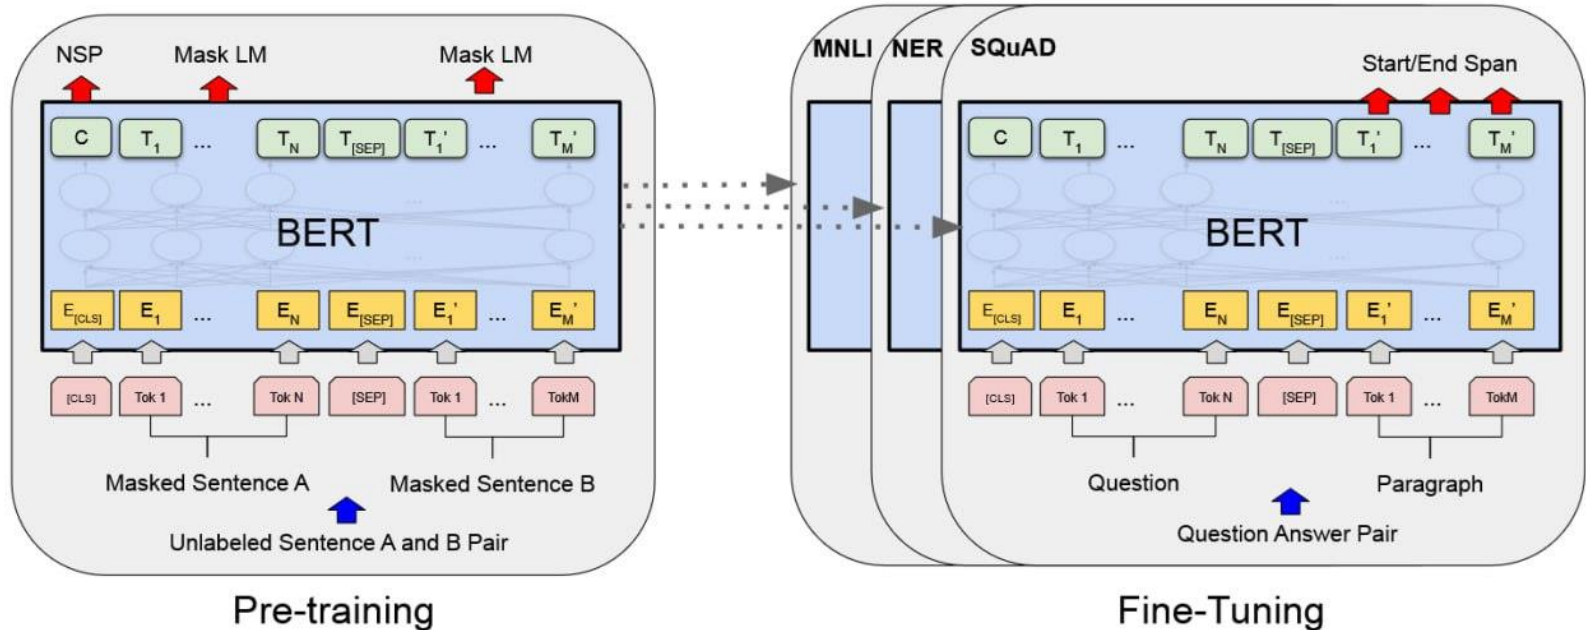 NSP Mask LM Mask LM
C T1 ... TN T[SEP] T1' ... TM'
BERT
E[CLS] E1 ... EN E[SEP] E1' ... EM'
[CLS] Tok 1 ... Tok N [SEP] Tok 1 ... TokM
Masked Sentence A Masked Sentence B
Unlabeled Sentence A and B Pair
Pre-training
MNLI NER SQuAD
Start/End Span
C T1 ... TN T[SEP] T1' ... TM'
BERT
E[CLS] E1 ... EN E[SEP] E1' ... EM'
[CLS] Tok 1 ... Tok N [SEP] Tok 1 ... TokM
Question Paragraph
Question Answer Pair
Fine-Tuning